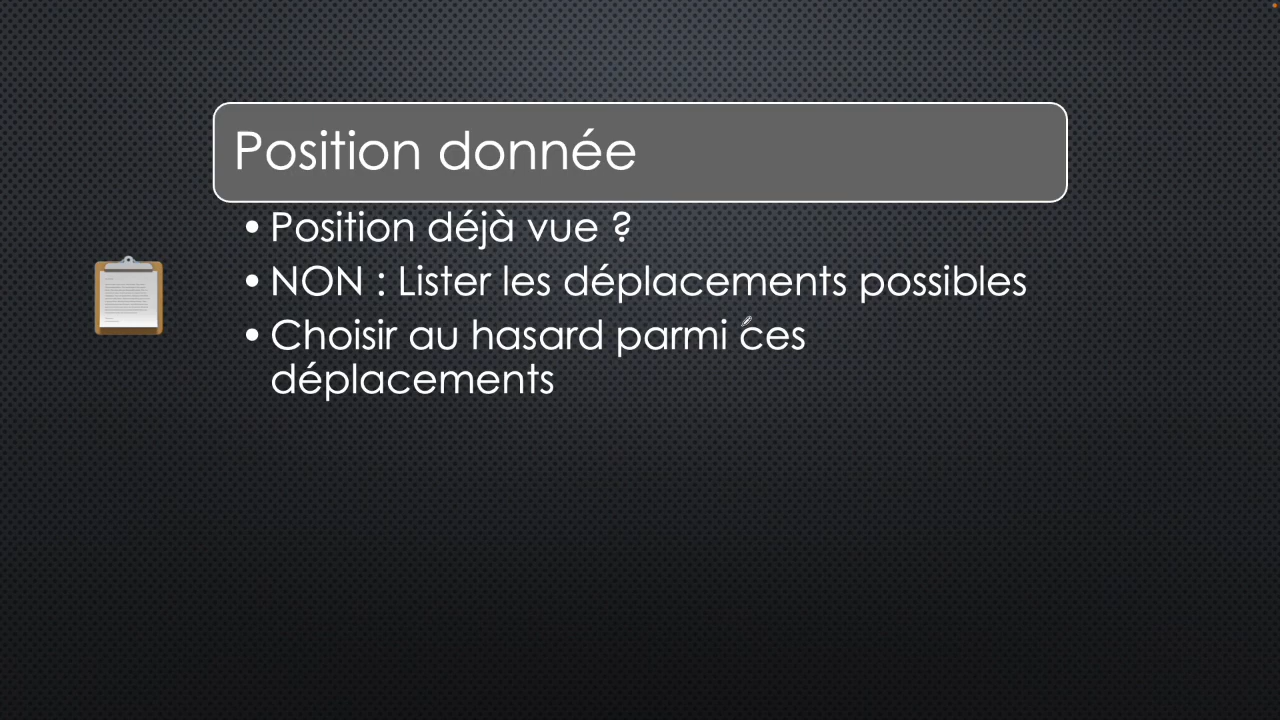 Position donnée
• Position déjà vue ?
• NON : Lister les déplacements possibles
• Choisir au hasard parmi ces
déplacements